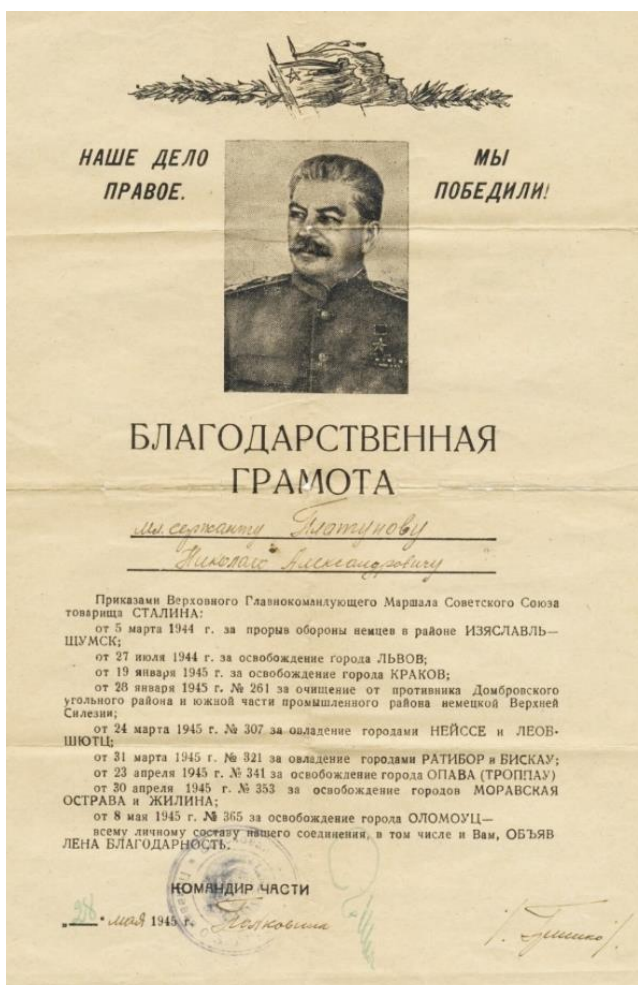 НАШЕ ДЕЛО
ПРАВОЕ.
МЫ
ПОБЕДИЛИ!
БЛАГОДАРСТВЕННАЯ
ГРАМОТА
мл. сержанту Платунову
Николаю Александровичу
Приказами Верховного Главнокомандующего Маршала Советского Союза
товарища СТАЛИНА:
от 5 марта 1944 г. за прорыв обороны немцев в районе ИЗЯСЛАВЛЬ—
ШУМСК;
от 27 июля 1944 г. за освобождение города ЛЬВОВ;
от 19 января 1945 г. за освобождение города КРАКОВ;
от 28 января 1945 г. № 261 за очищение от противника Домбровского
угольного района и южной части промышленного района немецкой Верхней
Силезии;
от 24 марта 1945 г. № 307 за овладение городами НЕЙССЕ и ЛЕОБ-
ШЮТЦ;
от 31 марта 1945 г. № 321 за овладение городами РАТИБОР и БИСКАУ;
от 23 апреля 1945 г. № 341 за освобождение города ОПАВА (ТРОППАУ)
от 30 апреля 1945 г. № 353 за освобождение городов МОРАВСКАЯ
ОСТРАВА и ЖИЛИНА;
от 8 мая 1945 г. № 365 за освобождение города ОЛОМОУЦ—
всему личному составу нашего соединения, в том числе и Вам, ОБЪЯВ
ЛЕНА БЛАГОДАРНОСТЬ.
КОМАНДИР ЧАСТИ
„28" мая 1945 г. Полковник